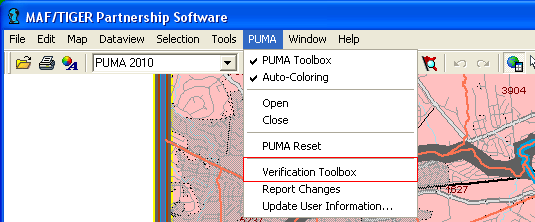 MAF/TIGER Partnership Software
File Edit Map Dataview Selection Tools PUMA Window Help
PUMA 2010
PUMA Toolbox
Auto-Coloring
Open
Close
PUMA Reset
Verification Toolbox
Report Changes
Update User Information...
3904